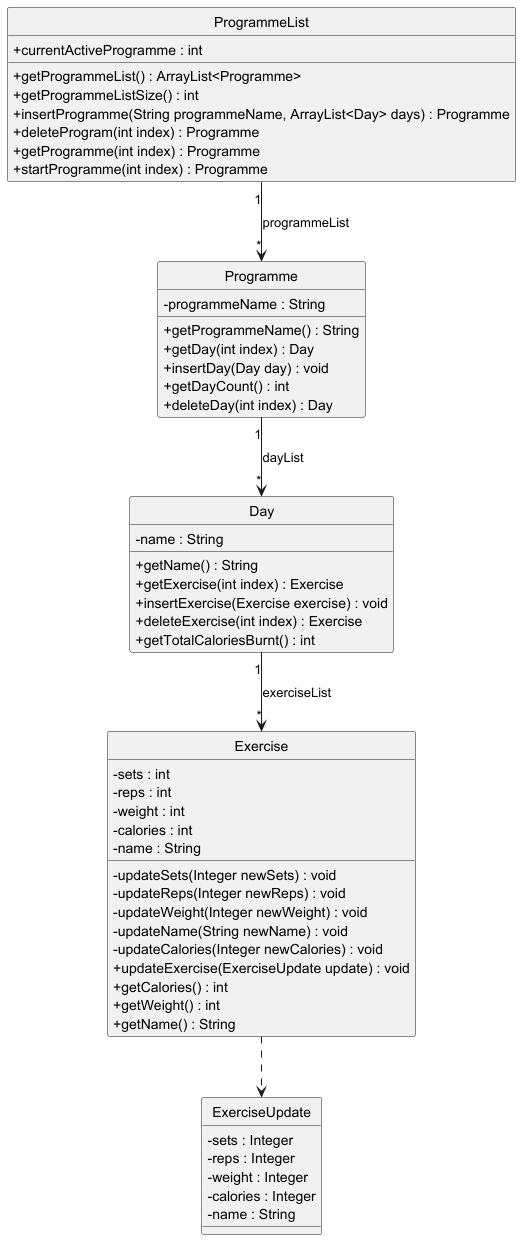 ProgrammeList
+currentActiveProgramme : int
+getProgrammeList() : ArrayList<Programme>
+getProgrammeListSize() : int
+insertProgramme(String programmeName, ArrayList<Day> days) : Programme
+deleteProgram(int index) : Programme
+getProgramme(int index) : Programme
+startProgramme(int index) : Programme
1
programmeList
*
Programme
-programmeName : String
+getProgrammeName() : String
+getDay(int index) : Day
+insertDay(Day day) : void
+getDayCount() : int
+deleteDay(int index) : Day
1
dayList
*
Day
-name : String
+getName() : String
+getExercise(int index) : Exercise
+insertExercise(Exercise exercise) : void
+deleteExercise(int index) : Exercise
+getTotalCaloriesBurnt() : int
1
exerciseList
*
Exercise
-sets : int
-reps : int
-weight : int
-calories : int
-name : String
-updateSets(Integer newSets) : void
-updateReps(Integer newReps) : void
-updateWeight(Integer newWeight) : void
-updateName(String newName) : void
-updateCalories(Integer newCalories) : void
+updateExercise(ExerciseUpdate update) : void
+getCalories() : int
+getWeight() : int
+getName() : String
ExerciseUpdate
-sets : Integer
-reps : Integer
-weight : Integer
-calories : Integer
-name : String